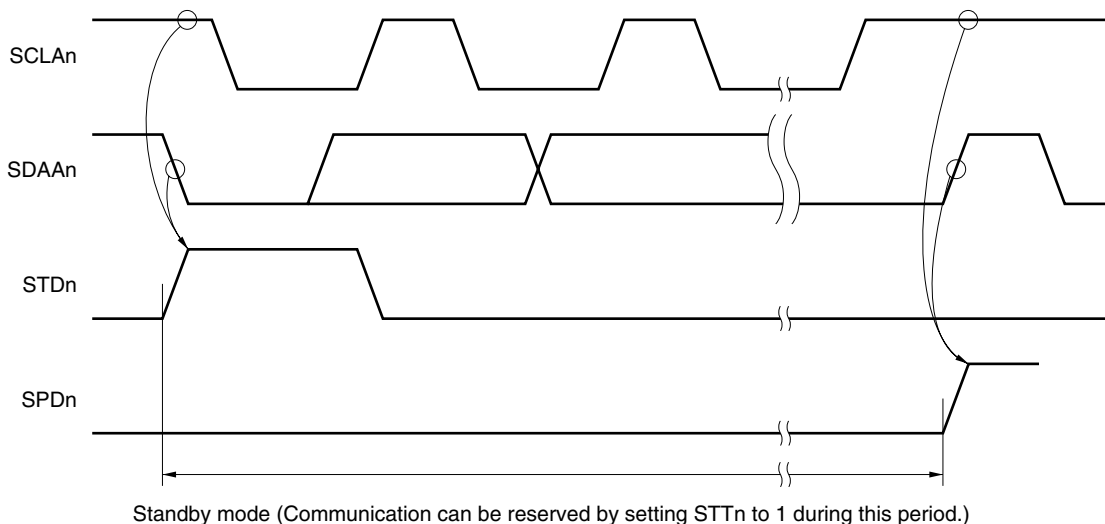 SCLAn
SDAAn
STDn
SPDn
Standby mode (Communication can be reserved by setting STTn to 1 during this period.)